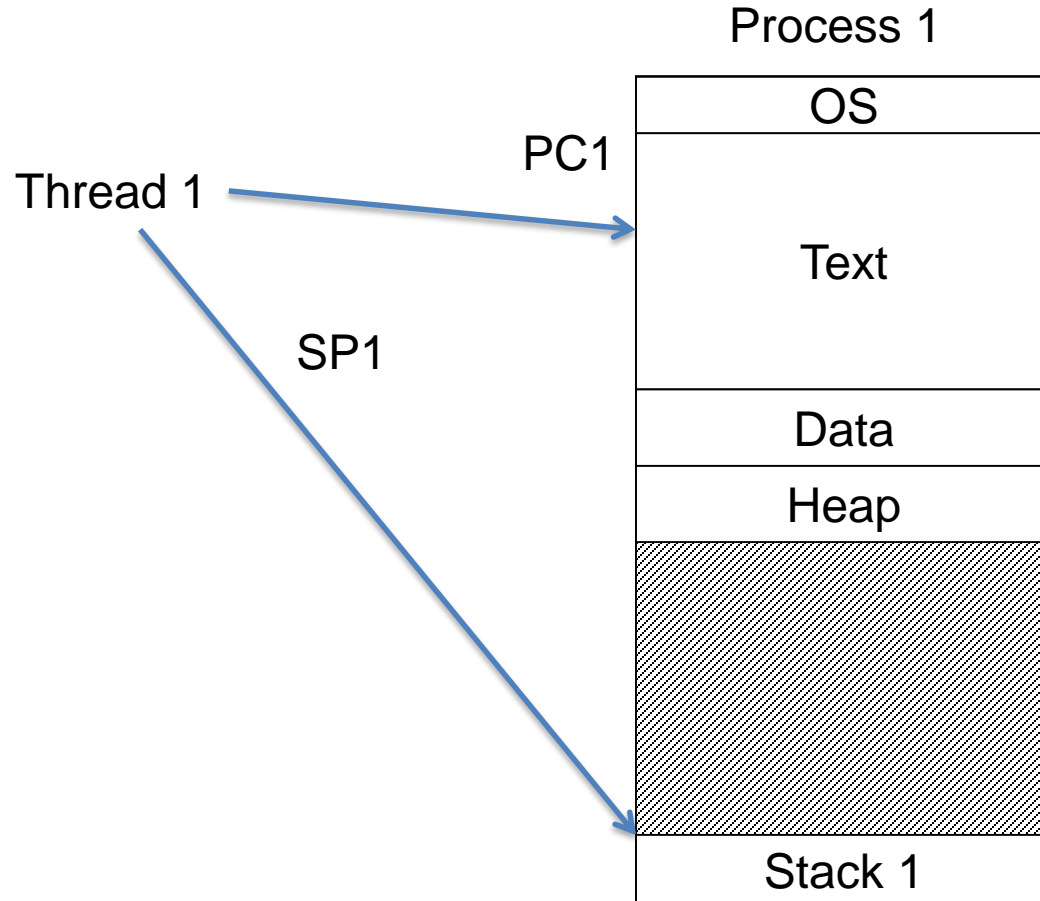 Process 1
OS
PC1
Thread 1
Text
SP1
Data
Heap
Stack 1